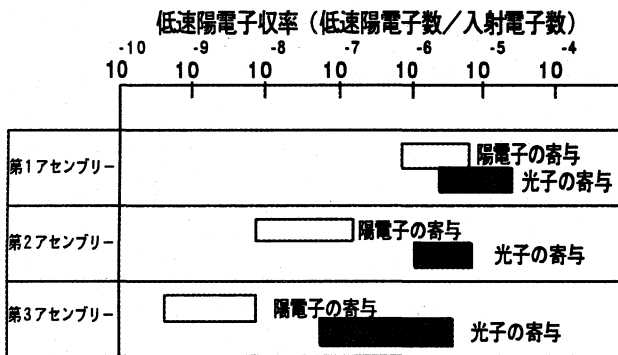 低速陽電子収率（低速陽電子数／入射電子数）
-10 -9 -8 -7 -6 -5 -4
10 10 10 10 10 10 10
第1アセンブリー
陽電子の寄与
光子の寄与
第2アセンブリー
陽電子の寄与
光子の寄与
第3アセンブリー
陽電子の寄与
光子の寄与